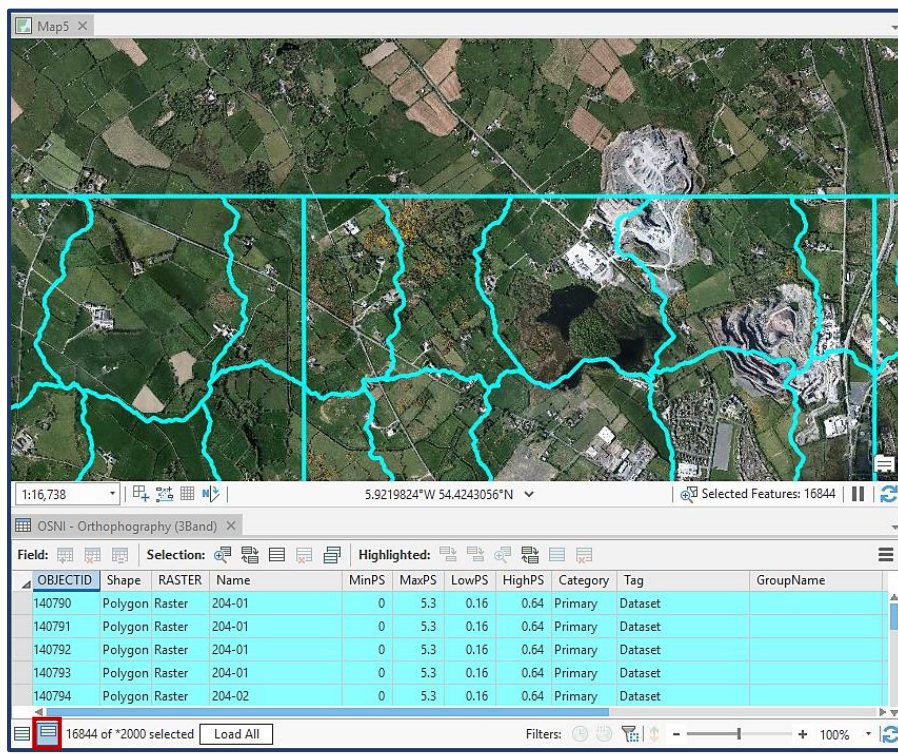 Map5
1:16,738 5.9219824°W 54.4243056°N Selected Features: 16844
OSNI - Orthophography (3Band)
Field: Selection: Highlighted:
OBJECTID Shape RASTER Name MinPS MaxPS LowPS HighPS Category Tag GroupName
140790 Polygon Raster 204-01 0 5.3 0.16 0.64 Primary Dataset
140791 Polygon Raster 204-01 0 5.3 0.16 0.64 Primary Dataset
140792 Polygon Raster 204-01 0 5.3 0.16 0.64 Primary Dataset
140793 Polygon Raster 204-01 0 5.3 0.16 0.64 Primary Dataset
140794 Polygon Raster 204-02 0 5.3 0.16 0.64 Primary Dataset
16844 of *2000 selected Load All Filters: - + 100%